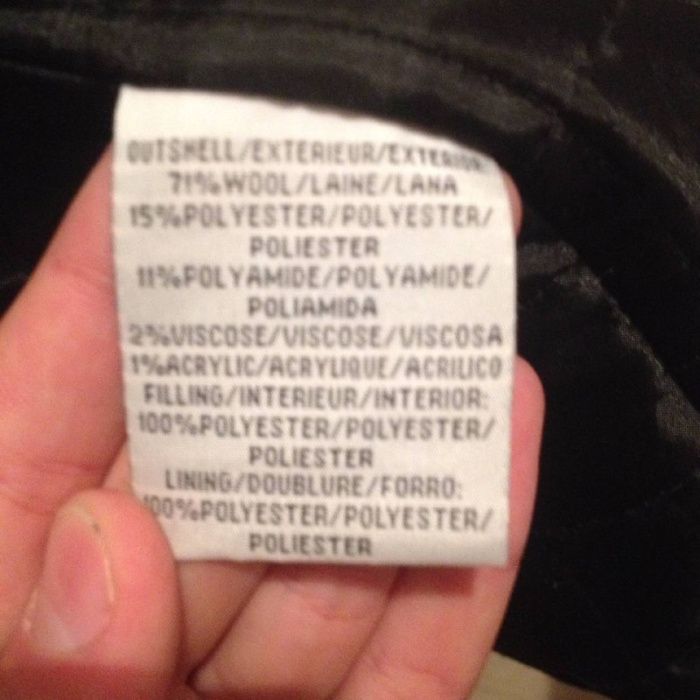 OUTSHELL/EXTERIEUR/EXTERIOR:
71%WOOL/LAINE/LANA
15%POLYESTER/POLYESTER/
POLIESTER
11%POLYAMIDE/POLYAMIDE/
POLIAMIDA
2%VISCOSE/VISCOSE/VISCOSA
1%ACRYLIC/ACRYLIQUE/ACRILICO
FILLING/INTERIEUR/INTERIOR:
100%POLYESTER/POLYESTER/
POLIESTER
LINING/DOUBLURE/FORRO:
100%POLYESTER/POLYESTER/
POLIESTER